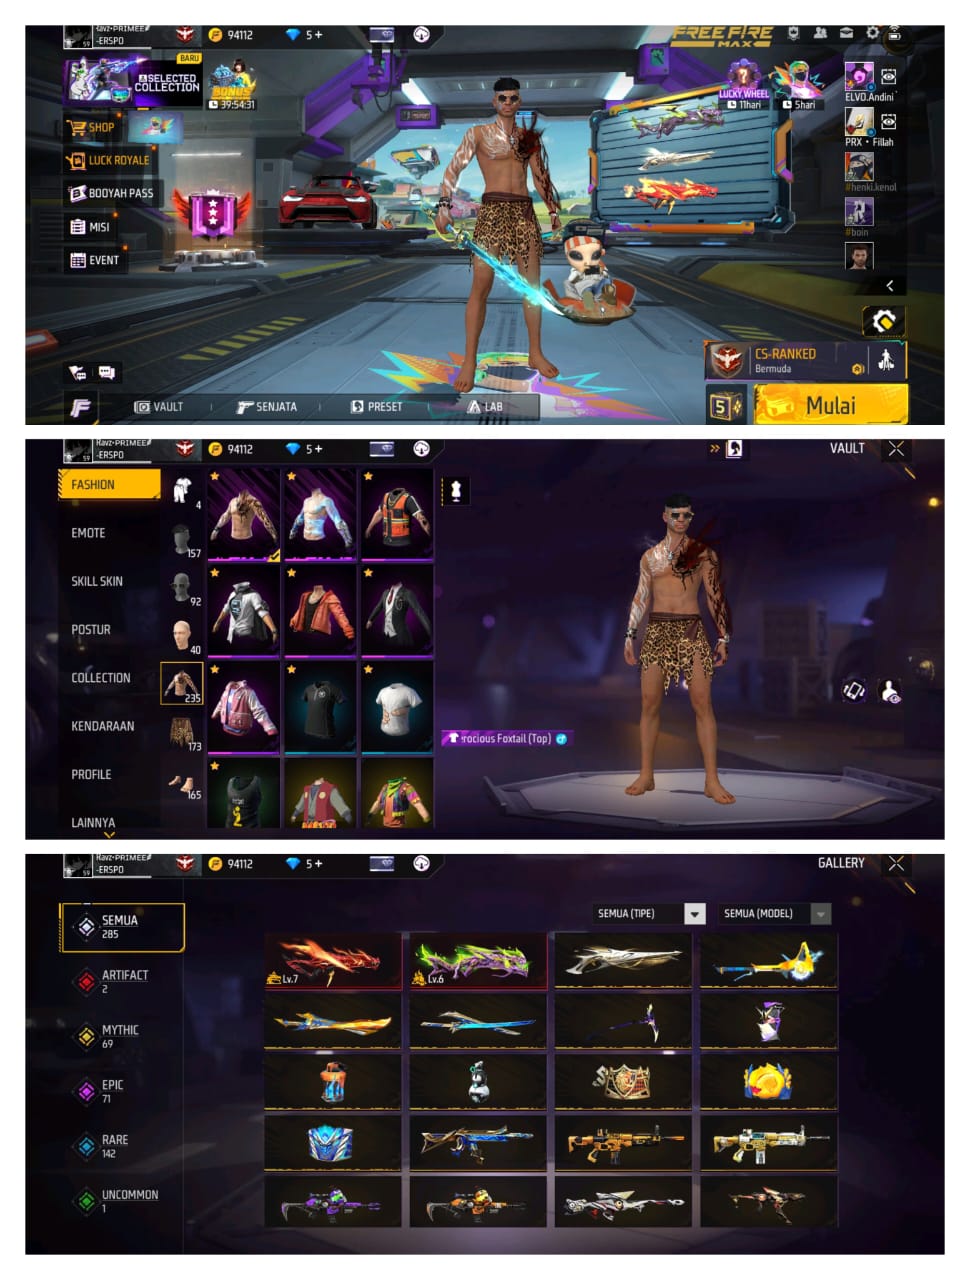 Ravz•PRIMEE
-ERSPO
59
94112
5+
FREE FIRE
MAX
BARU
SELECTED
COLLECTION
BONUS
39:54:31
LUCKY WHEEL
11hari
5hari
ELVO.Andini
PRX • Fillah
#henki.kenol
#boin
SHOP
LUCK ROYALE
BOOYAH PASS
MISI
EVENT
CS-RANKED
Bermuda
VAULT
SENJATA
PRESET
LAB
5
Mulai
Ravz•PRIMEE
-ERSPO
59
94112
5+
VAULT
FASHION
EMOTE
SKILL SKIN
POSTUR
COLLECTION
KENDARAAN
PROFILE
LAINNYA
4
157
92
40
235
173
165
rocious Foxtail (Top)
Ravz•PRIMEE
-ERSPO
59
94112
5+
GALLERY
SEMUA (TIPE)
SEMUA (MODEL)
SEMUA
285
ARTIFACT
2
MYTHIC
69
EPIC
71
RARE
142
UNCOMMON
1
Lv.7
Lv.6